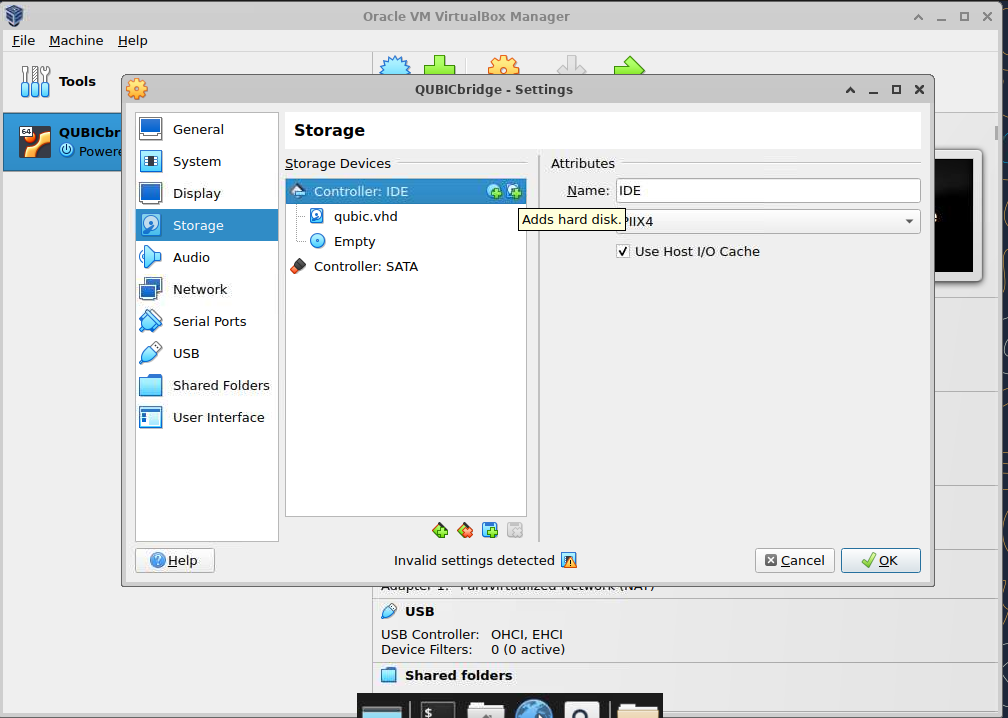 Oracle VM VirtualBox Manager
File Machine Help
Tools
64
QUBICbr
Powere
QUBICbridge - Settings
General
System
Display
Storage
Audio
Network
Serial Ports
USB
Shared Folders
User Interface
Storage
Storage Devices
Controller: IDE
qubic.vhd
Empty
Controller: SATA
Adds hard disk.
Attributes
Name: IDE
PIIX4
Use Host I/O Cache
Help
Invalid settings detected
Cancel
OK
Adapter 1: Paravirtualized Network (NAT)
USB
USB Controller: OHCI, EHCI
Device Filters: 0 (0 active)
Shared folders
$